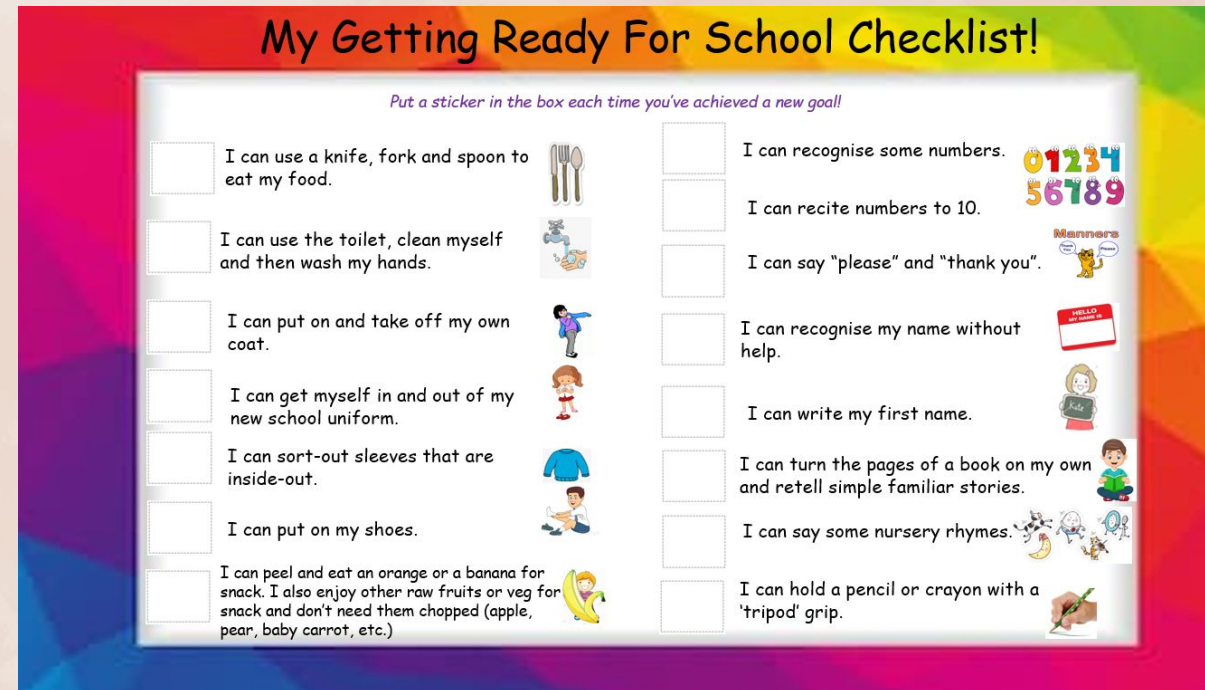 My Getting Ready For School Checklist!
Put a sticker in the box each time you've achieved a new goal!
I can use a knife, fork and spoon to
eat my food.
I can use the toilet, clean myself
and then wash my hands.
I can put on and take off my own
coat.
I can get myself in and out of my
new school uniform.
I can sort-out sleeves that are
inside-out.
I can put on my shoes.
I can peel and eat an orange or a banana for
snack. I also enjoy other raw fruits or veg for
snack and don't need them chopped (apple,
pear, baby carrot, etc.)
I can recognise some numbers.
01234
56789
I can recite numbers to 10.
I can say “please” and “thank you”.
Manners
Thank
You
Please
I can recognise my name without
help.
HELLO
MY NAME IS
I can write my first name.
Kate
I can turn the pages of a book on my own
and retell simple familiar stories.
I can say some nursery rhymes.
I can hold a pencil or crayon with a
‘tripod’ grip.